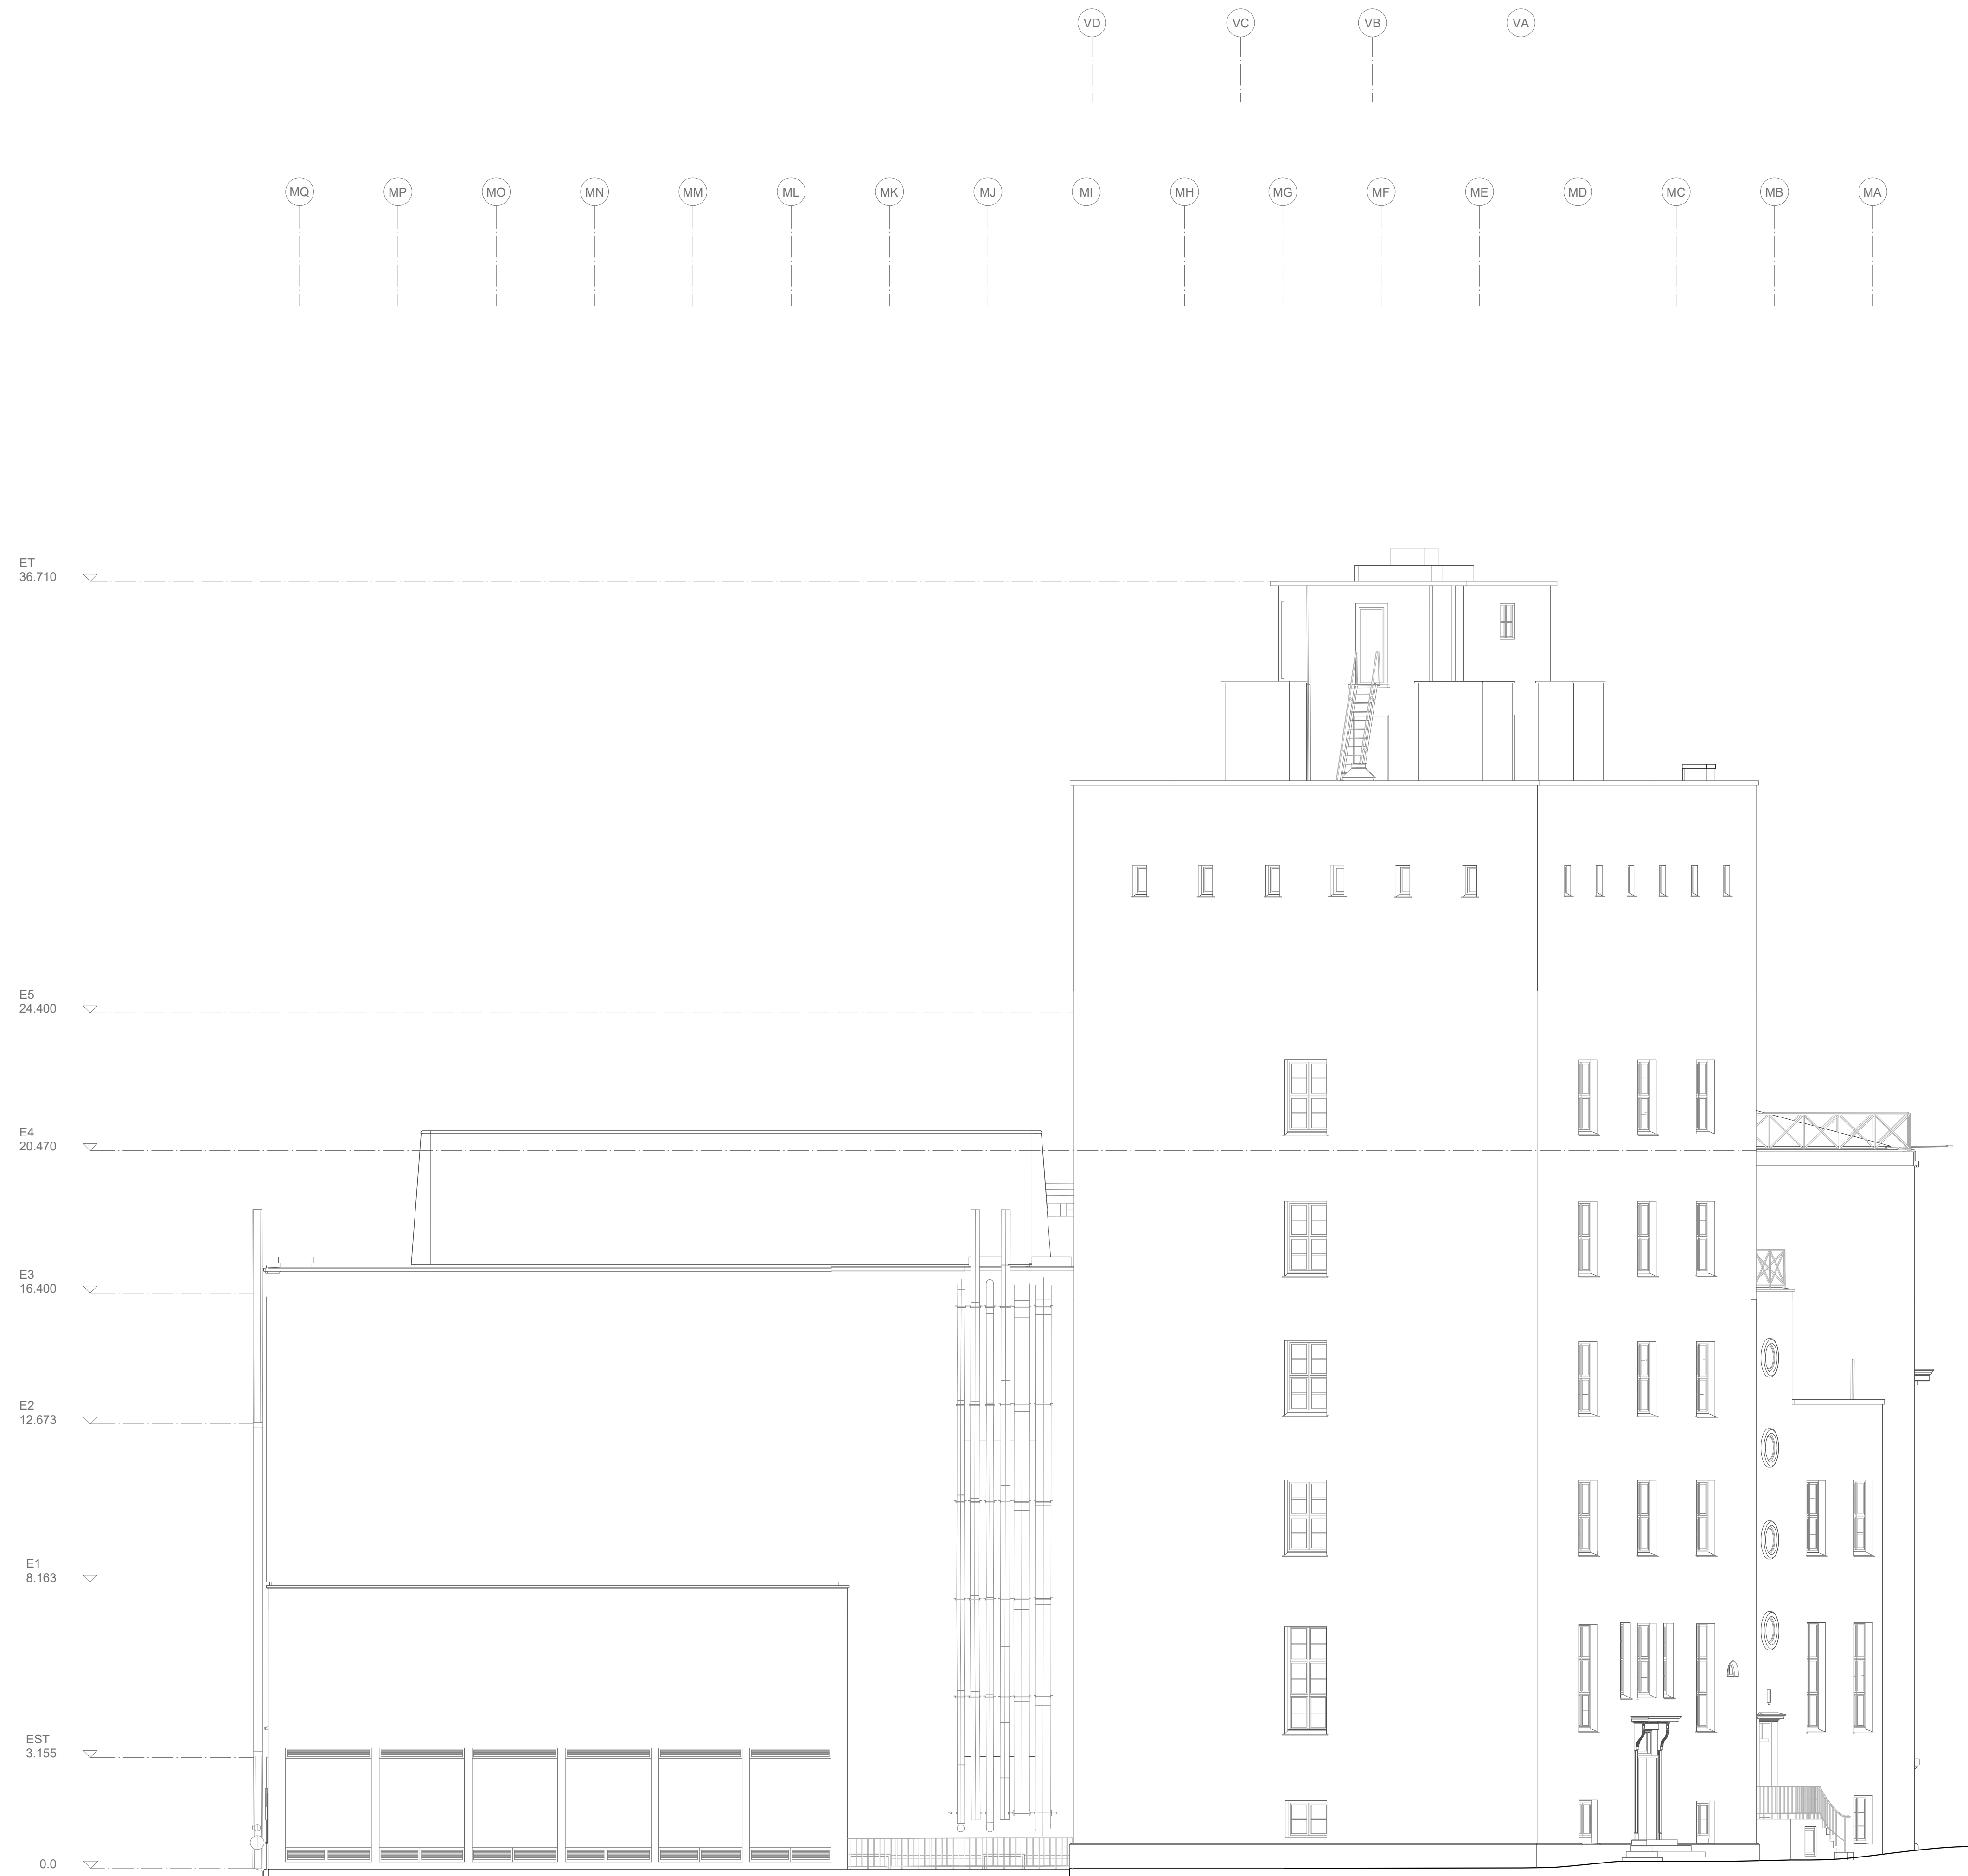 VD VC VB VA
MQ MP MO MN MM ML MK MJ MI MH MG MF ME MD MC MB MA
ET
36.710
E5
24.400
E4
20.470
E3
16.400
E2
12.673
E1
8.163
EST
3.155
0.0